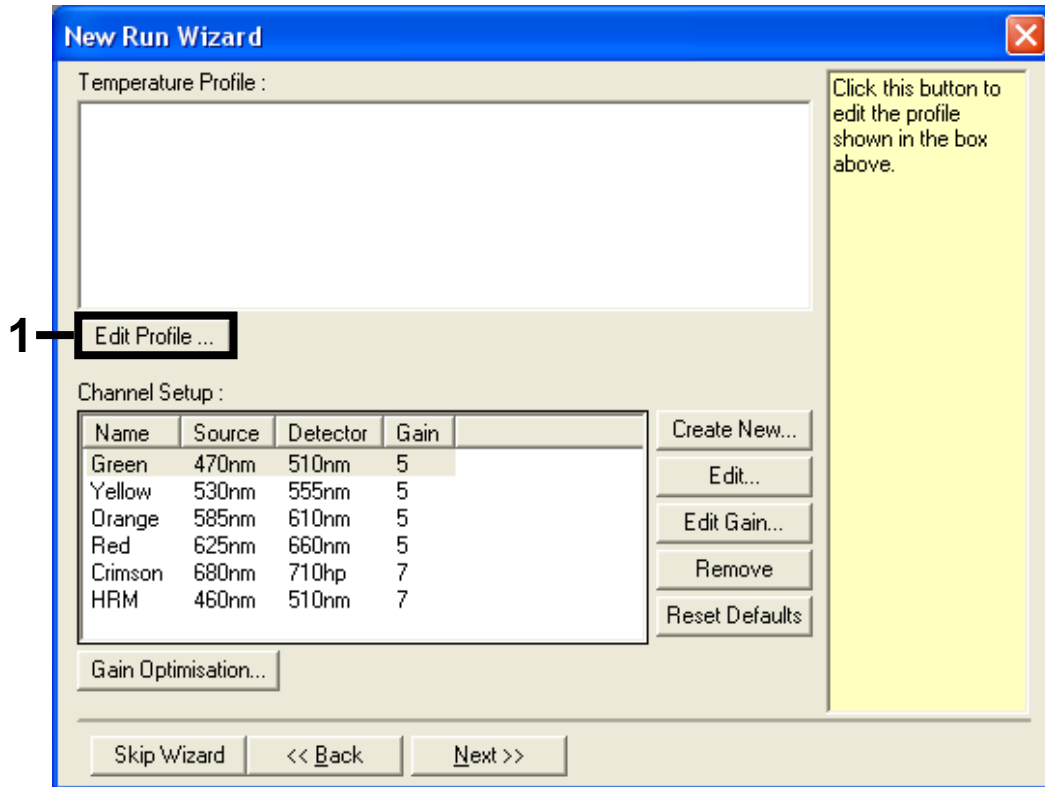 New Run Wizard
Temperature Profile :
Click this button to
edit the profile
shown in the box
above.
1
Edit Profile ...
Channel Setup :
Name Source Detector Gain
Green 470nm 510nm 5
Yellow 530nm 555nm 5
Orange 585nm 610nm 5
Red 625nm 660nm 5
Crimson 680nm 710hp 7
HRM 460nm 510nm 7
Create New...
Edit...
Edit Gain...
Remove
Reset Defaults
Gain Optimisation...
Skip Wizard
<< Back
Next >>